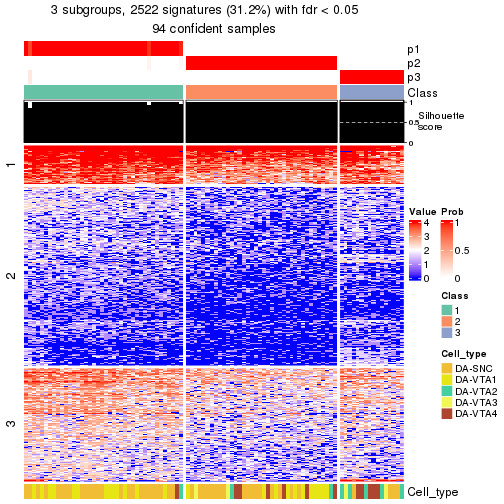 3 subgroups, 2522 signatures (31.2%) with fdr < 0.05
94 confident samples
p1
p2
p3
Class
1
0.5
0
Silhouette
score
1
2
3
Value
4
3
2
1
0
Prob
1
0.5
0
Class
1
2
3
Cell_type
DA-SNC
DA-VTA1
DA-VTA2
DA-VTA3
DA-VTA4
Cell_type